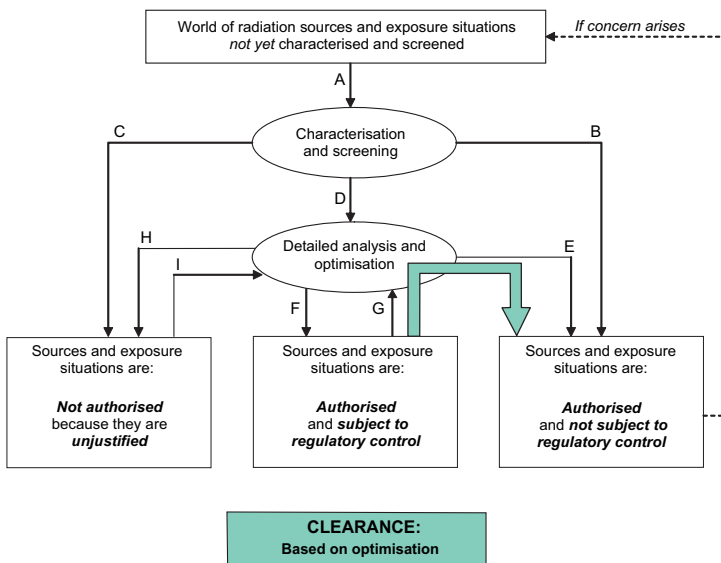 World of radiation sources and exposure situations
not yet characterised and screened
If concern arises
A
C
B
Characterisation
and screening
D
H
E
Detailed analysis and
optimisation
I
F
G
Sources and exposure
situations are:
Not authorised
because they are
unjustified
Sources and exposure
situations are:
Authorised
and subject to
regulatory control
Sources and exposure
situations are:
Authorised
and not subject to
regulatory control
CLEARANCE:
Based on optimisation